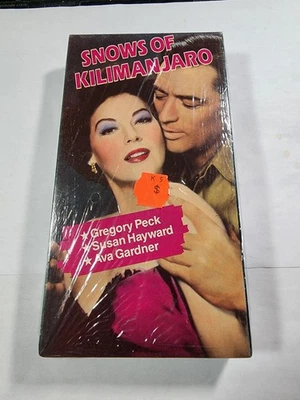 SNOWS OF
KILIMANJARO
K S
$
★ Gregory Peck
★ Susan Hayward
★ Ava Gardner